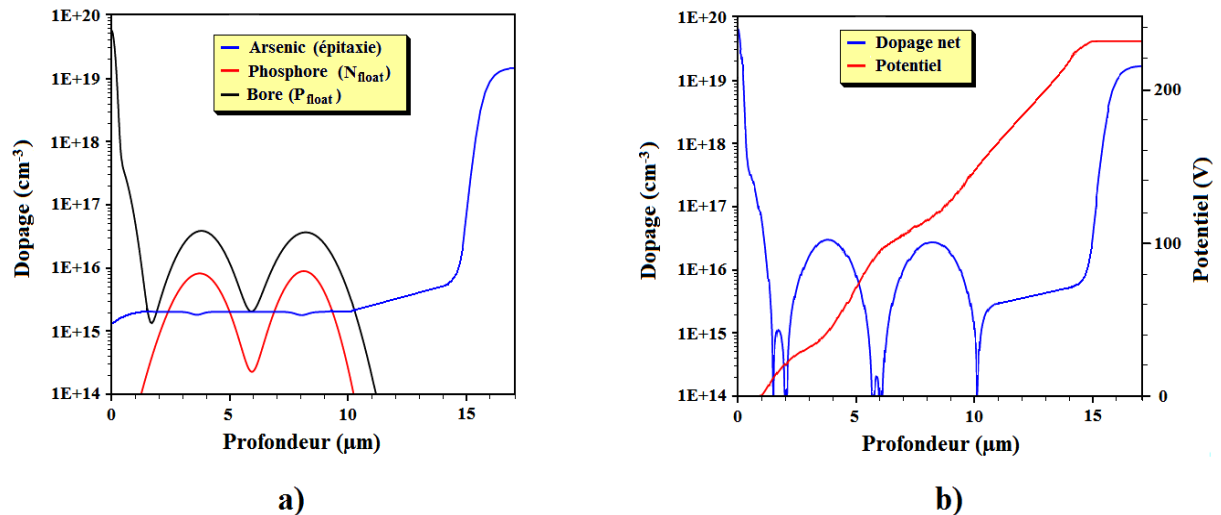 1E+20
1E+19
1E+18
1E+17
1E+16
1E+15
1E+14
Dopage (cm-3)
Arsenic (épitaxie)
Phosphore (Nfloat)
Bore (Pfloat)
0
5
10
15
Profondeur (µm)
a)
1E+20
1E+19
1E+18
1E+17
1E+16
1E+15
1E+14
Dopage (cm-3)
Dopage net
Potentiel
200
100
0
Potentiel (V)
0
5
10
15
Profondeur (µm)
b)